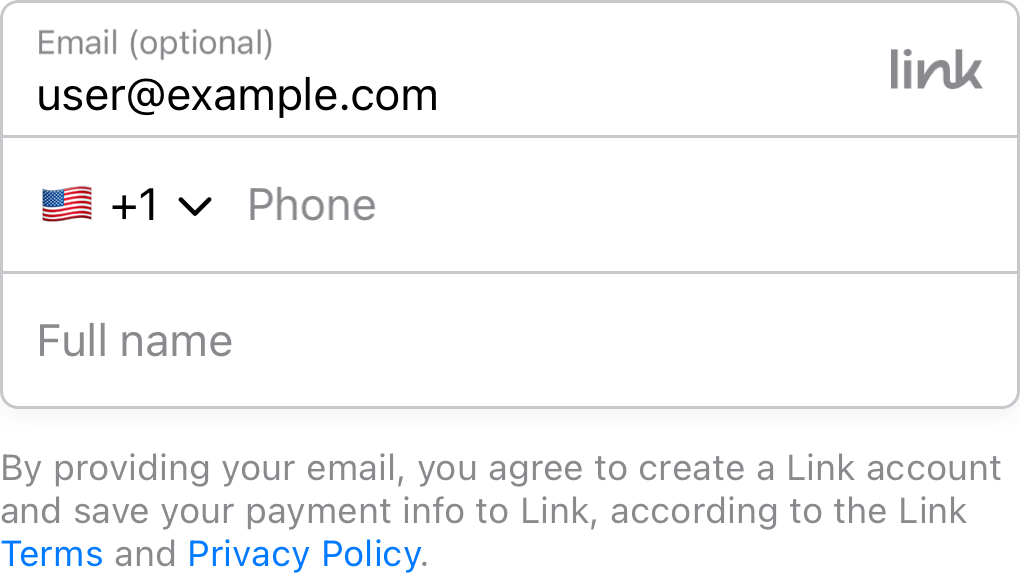 Email (optional)
link
user@example.com
+1 Phone
Full name
By providing your email, you agree to create a Link account
and save your payment info to Link, according to the Link
Terms and Privacy Policy.